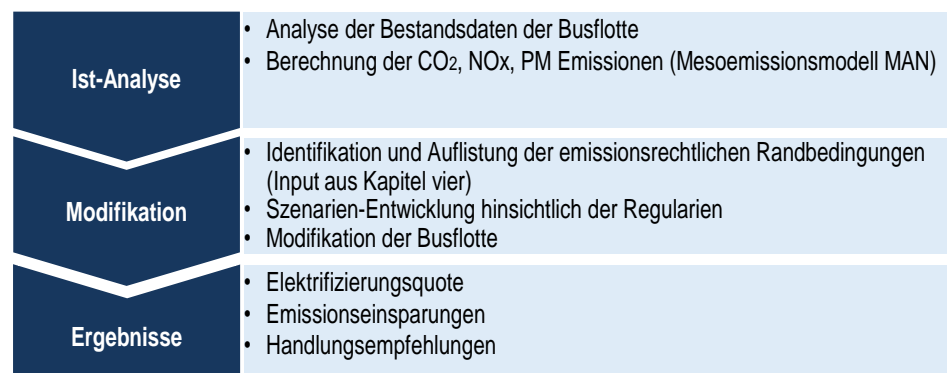 Ist-Analyse
• Analyse der Bestandsdaten der Busflotte
• Berechnung der CO2, NOx, PM Emissionen (Mesoemissionsmodell MAN)
Modifikation
• Identifikation und Auflistung der emissionsrechtlichen Randbedingungen
(Input aus Kapitel vier)
• Szenarien-Entwicklung hinsichtlich der Regularien
• Modifikation der Busflotte
Ergebnisse
• Elektrifizierungsquote
• Emissionseinsparungen
• Handlungsempfehlungen